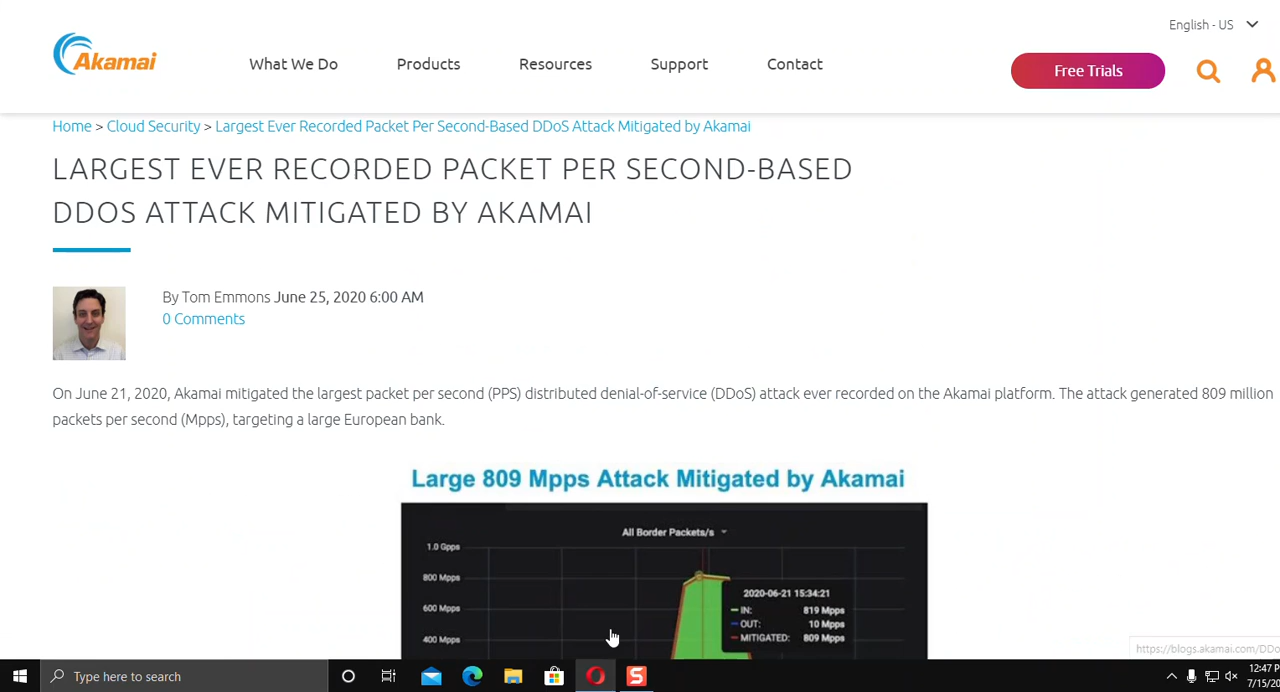 English - US
Akamai
What We Do
Products
Resources
Support
Contact
Free Trials
Home > Cloud Security > Largest Ever Recorded Packet Per Second-Based DDoS Attack Mitigated by Akamai
LARGEST EVER RECORDED PACKET PER SECOND-BASED
DDOS ATTACK MITIGATED BY AKAMAI
By Tom Emmons June 25, 2020 6:00 AM
0 Comments
On June 21, 2020, Akamai mitigated the largest packet per second (PPS) distributed denial-of-service (DDoS) attack ever recorded on the Akamai platform. The attack generated 809 million
packets per second (Mpps), targeting a large European bank.
Large 809 Mpps Attack Mitigated by Akamai
All Border Packets/s
1.0 Gpps
800 Mpps
2020-06-21 15:34:21
600 Mpps
IN: 819 Mpps
OUT: 10 Mpps
400 Mpps
MITIGATED: 809 Mpps
https://blogs.akamai.com/DDo
Type here to search
S
12:47 P
7/15/20